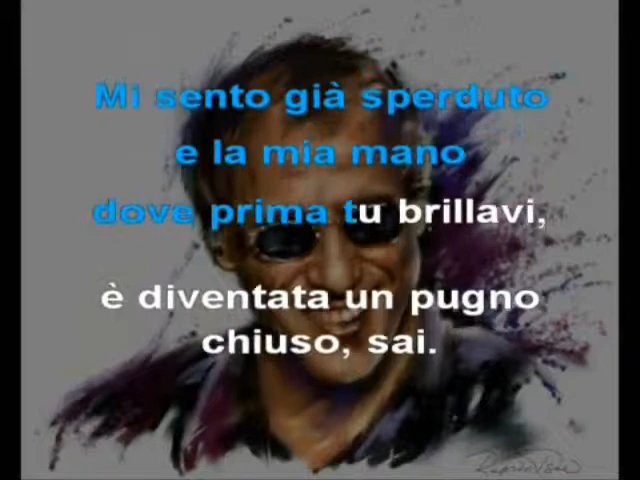 Mi sento già sperduto
e la mia mano
dove prima tu brillavi,
è diventata un pugno
chiuso, sai.